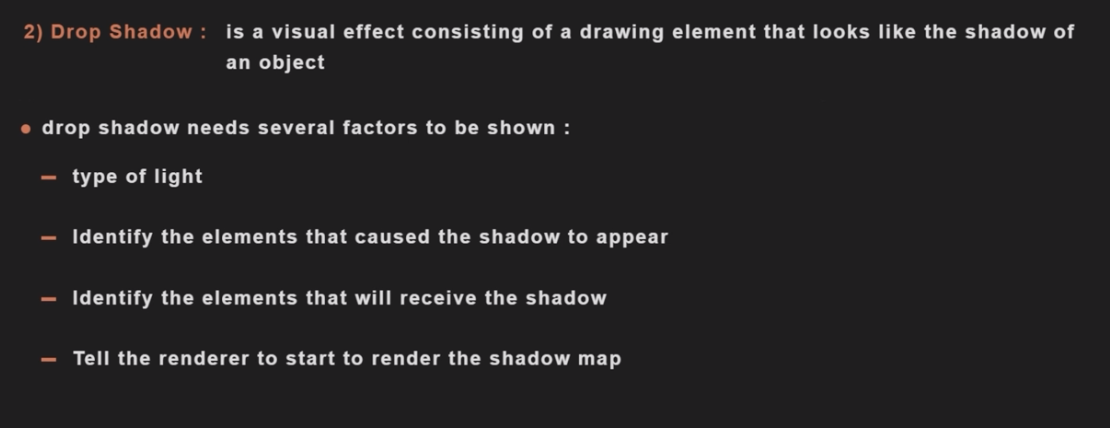 2) Drop Shadow : is a visual effect consisting of a drawing element that looks like the shadow of
an object
• drop shadow needs several factors to be shown :
– type of light
– Identify the elements that caused the shadow to appear
– Identify the elements that will receive the shadow
– Tell the renderer to start to render the shadow map